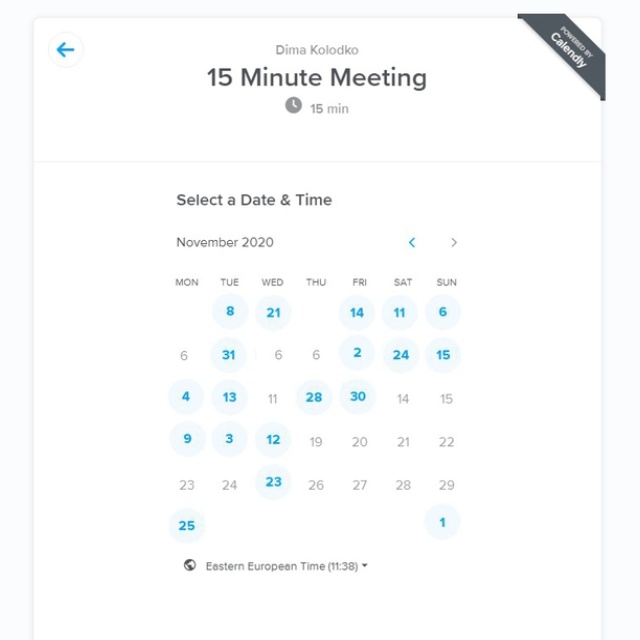 Dima Kolodko
POWERED BY
Calendly
15 Minute Meeting
15 min
Select a Date & Time
November 2020
MON TUE WED THU FRI SAT SUN
8 21 14 11 6
6 31 6 6 2 24 15
4 13 11 28 30 14 15
9 3 12 19 20 21 22
23 24 23 26 27 28 29
25 1
Eastern European Time (11:38)